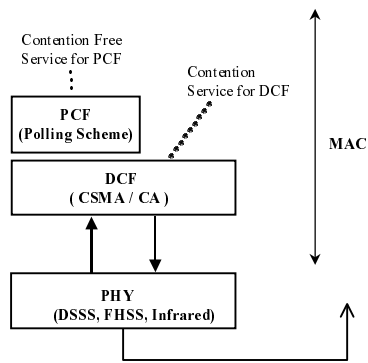 Contention Free
Service for PCF
Contention
Service for DCF
PCF
(Polling Scheme)
MAC
DCF
( CSMA / CA )
PHY
(DSSS, FHSS, Infrared)